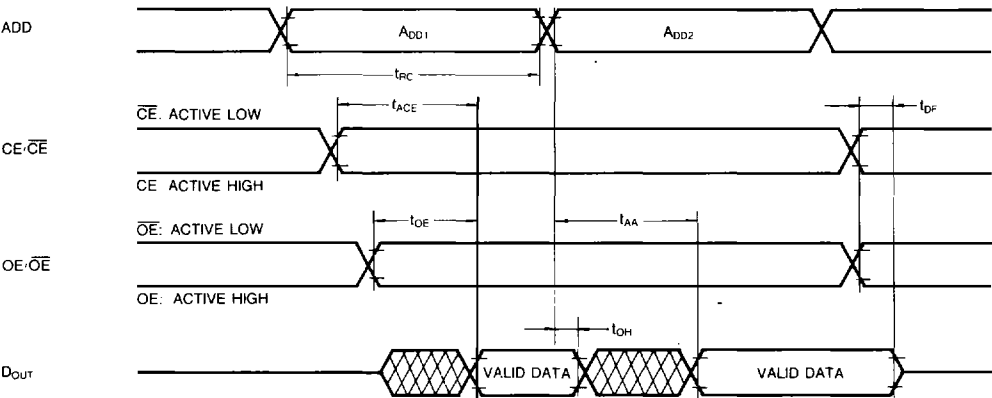 ADD
ADD1
ADD2
tRC
tACE
CE. ACTIVE LOW
tDF
CE/CE
CE ACTIVE HIGH
OE: ACTIVE LOW
tOE
tAA
OE/OE
OE: ACTIVE HIGH
tOH
DOUT
VALID DATA
VALID DATA